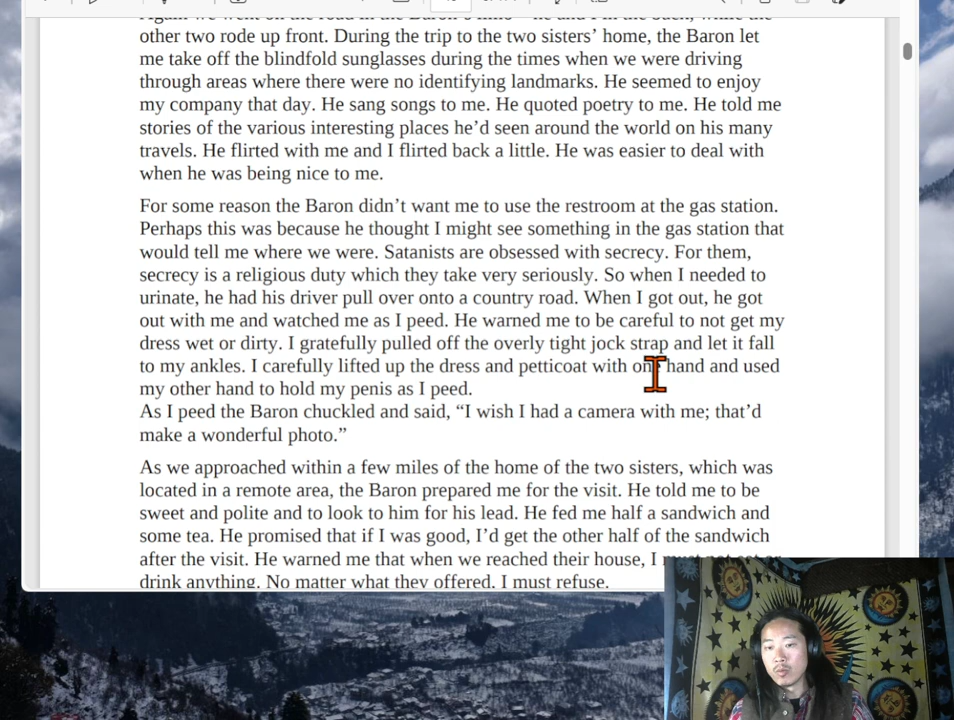 other two rode up front. During the trip to the two sisters’ home, the Baron let
me take off the blindfold sunglasses during the times when we were driving
through areas where there were no identifying landmarks. He seemed to enjoy
my company that day. He sang songs to me. He quoted poetry to me. He told me
stories of the various interesting places he’d seen around the world on his many
travels. He flirted with me and I flirted back a little. He was easier to deal with
when he was being nice to me.
For some reason the Baron didn’t want me to use the restroom at the gas station.
Perhaps this was because he thought I might see something in the gas station that
would tell me where we were. Satanists are obsessed with secrecy. For them,
secrecy is a religious duty which they take very seriously. So when I needed to
urinate, he had his driver pull over onto a country road. When I got out, he got
out with me and watched me as I peed. He warned me to be careful to not get my
dress wet or dirty. I gratefully pulled off the overly tight jock strap and let it fall
to my ankles. I carefully lifted up the dress and petticoat with one hand and used
my other hand to hold my penis as I peed.
As I peed the Baron chuckled and said, “I wish I had a camera with me; that’d
make a wonderful photo.”
As we approached within a few miles of the home of the two sisters, which was
located in a remote area, the Baron prepared me for the visit. He told me to be
sweet and polite and to look to him for his lead. He fed me half a sandwich and
some tea. He promised that if I was good, I’d get the other half of the sandwich
after the visit. He warned me that when we reached their house, I
drink anything. No matter what they offered, I must refuse.